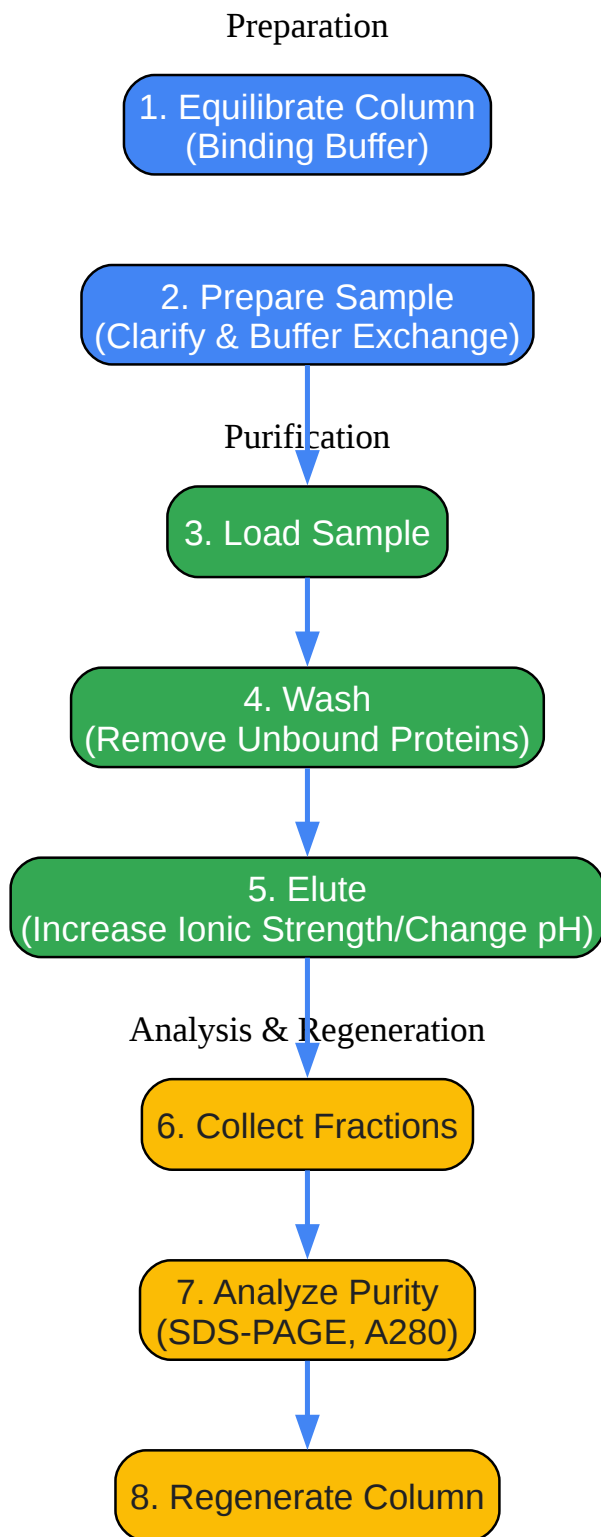 Preparation
1. Equilibrate Column
(Binding Buffer)
2. Prepare Sample
(Clarify & Buffer Exchange)
Purification
3. Load Sample
4. Wash
(Remove Unbound Proteins)
5. Elute
(Increase Ionic Strength/Change pH)
Analysis & Regeneration
6. Collect Fractions
7. Analyze Purity
(SDS-PAGE, A280)
8. Regenerate Column